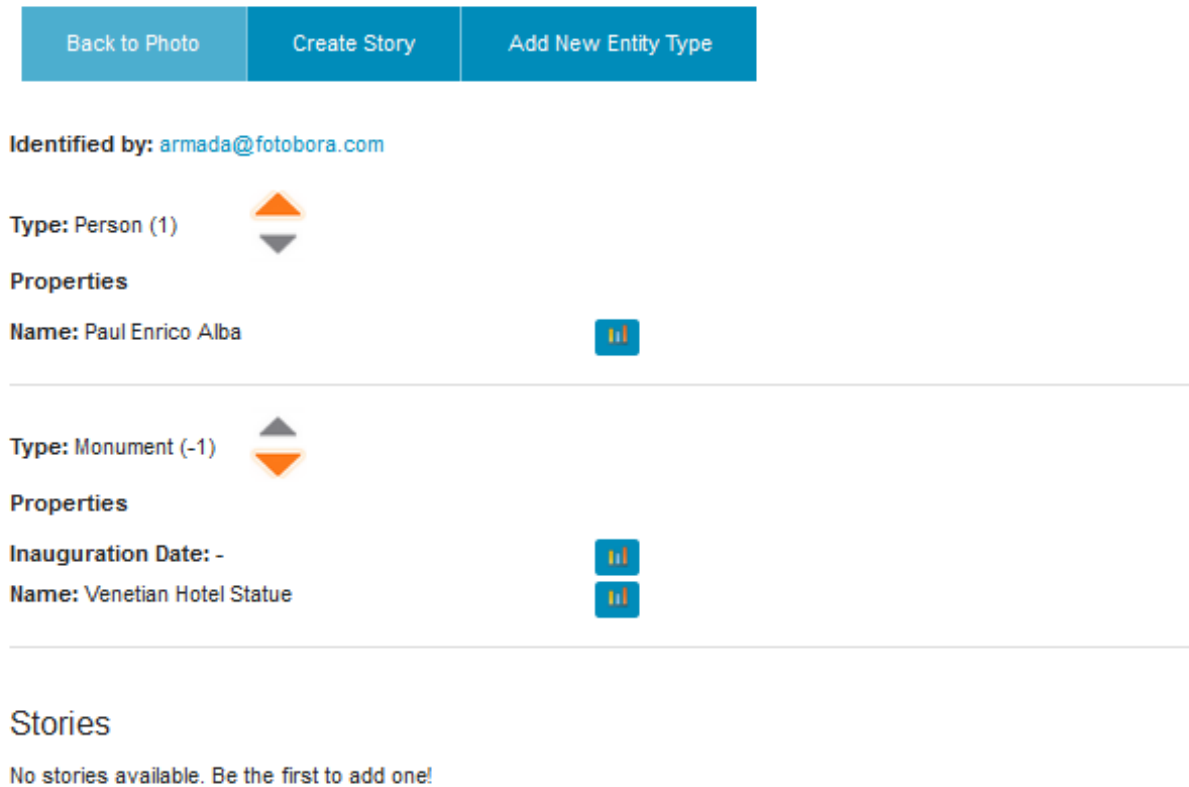 Back to Photo Create Story Add New Entity Type
Identified by: armada@fotobora.com
Type: Person (1)
Properties
Name: Paul Enrico Alba
Type: Monument (-1)
Properties
Inauguration Date: -
Name: Venetian Hotel Statue
Stories
No stories available. Be the first to add one!